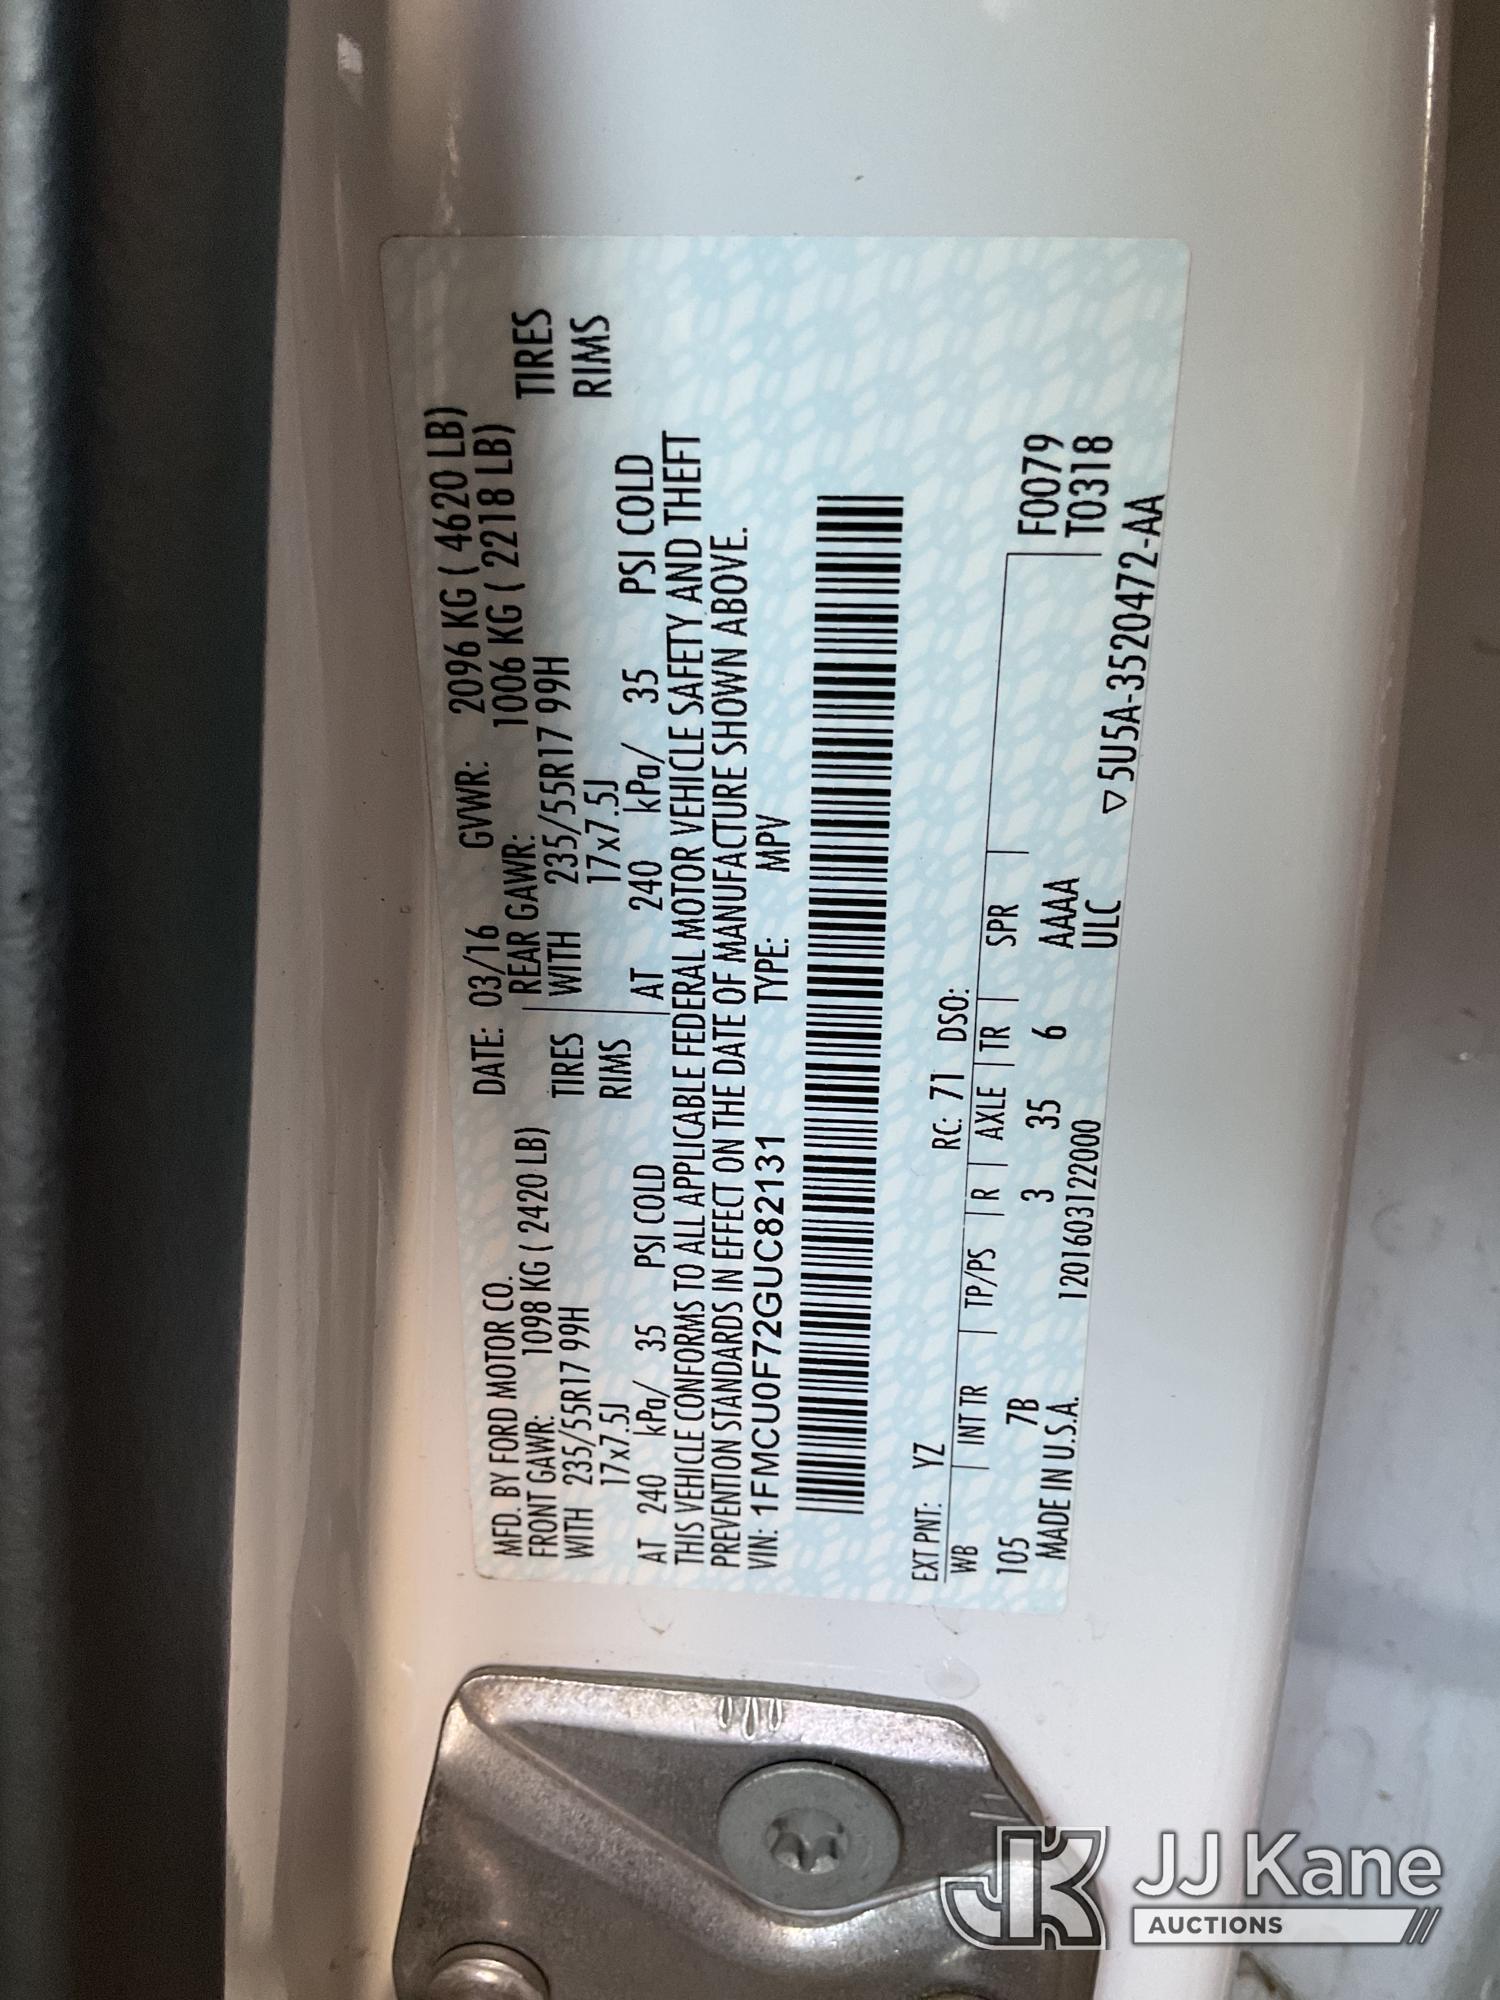 MFD. BY FORD MOTOR CO.
DATE: 03/16 GVWR: 2096 KG ( 4620 LB)
FRONT GAWR: 1098 KG ( 2420 LB) REAR GAWR: 1006 KG ( 2218 LB)
WITH 235/55R17 99H TIRES WITH 235/55R17 99H TIRES
17x7.5J RIMS 17x7.5J RIMS
AT 240 kPa/ 35 PSI COLD AT 240 kPa/ 35 PSI COLD
THIS VEHICLE CONFORMS TO ALL APPLICABLE FEDERAL MOTOR VEHICLE SAFETY AND THEFT
PREVENTION STANDARDS IN EFFECT ON THE DATE OF MANUFACTURE SHOWN ABOVE.
VIN: 1FMCU0F72GUC82131 TYPE: MPV
EXT PNT: YZ RC: 71 DSO:
WB INT TR TP/PS R AXLE TR SPR F0079
105 7B 3 35 6 AAAA T0318
MADE IN U.S.A. 1201603122000 ULC
▽ 5U5A-3520472-AA
JK JJ Kane
AUCTIONS